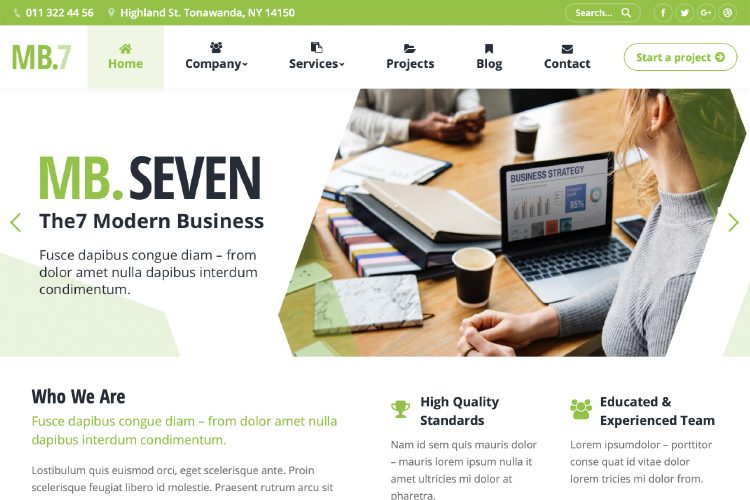 011 322 44 56 Highland St. Tonawanda, NY 14150 Search...
MB.7 Home Company Services Projects Blog Contact Start a project
MB. SEVEN
The7 Modern Business
Fusce dapibus congue diam – from
dolor amet nulla dapibus interdum
condimentum.
BUSINESS STRATEGY
85%
Who We Are
Fusce dapibus congue diam – from dolor amet nulla
dapibus interdum condimentum.
Lostibulum quis euismod orci, eget scelerisque ante. Proin
scelerisque feugiat libero id molestie. Praesent rutrum arcu sit
High Quality
Standards
Nam id sem quis mauris dolor
– mauris lorem ipsum nulla it
amet ultricies mi dolor at
pharetra.
Educated &
Experienced Team
Lorem ipsumdolor – porttitor
conse quat id vitae dolor
lorem tricies mi dolor from.